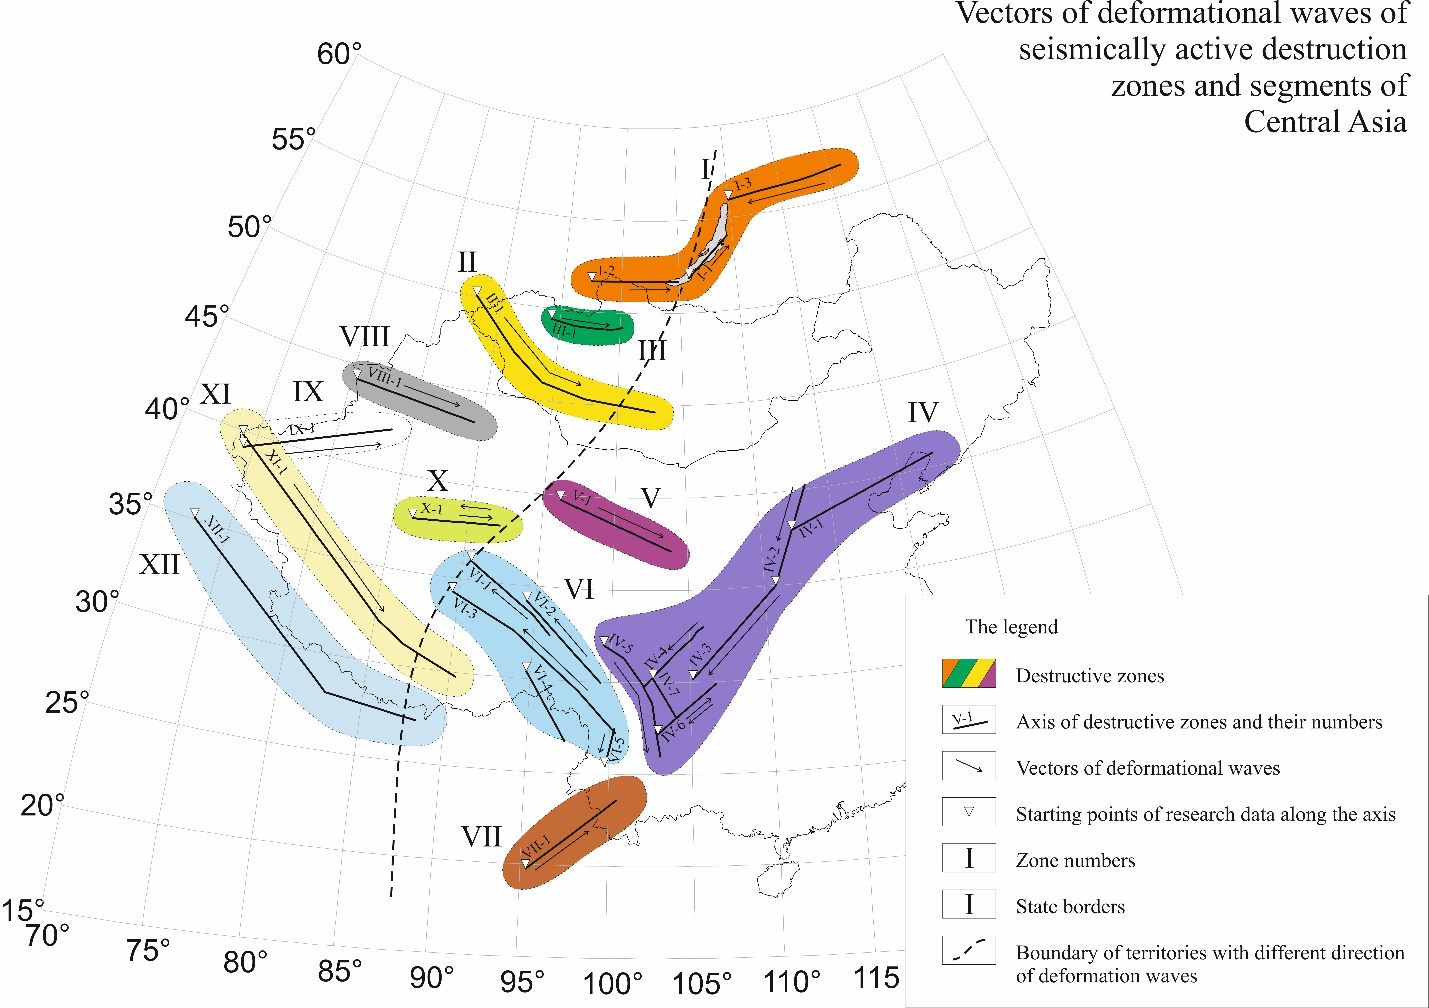 Vectors of deformational waves of
seismically active destruction
zones and segments of
Central Asia
60°
55°
50°
45°
40°
35°
30°
25°
20°
15°
70°
75°
80°
85°
90°
95°
100°
105°
110°
115
I
I-3
I-2
I-1
II
II-1
III-1
III
VIII
VIII-1
XI
IX
IX-1
XI-1
IV
IV-1
IV-2
X
X-1
V-1
V
XII
XII-1
VI
VI-1
VI-2
VI-3
VI-4
VI-5
IV-5
IV-4
IV-3
IV-7
IV-6
VII
VII-1
The legend
Destructive zones
V-1
Axis of destructive zones and their numbers
Vectors of deformational waves
Starting points of research data along the axis
I
Zone numbers
I
State borders
Boundary of territories with different direction
of deformation waves